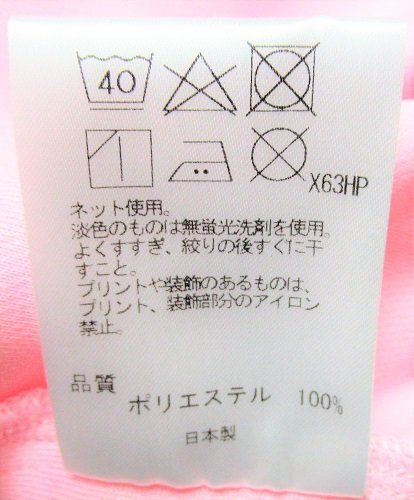 40
X63HP
ネット使用。
淡色のものは無蛍光洗剤を使用。
よくすすぎ、絞りの後すぐに干
すこと。
プリントや装飾のあるものは、
プリント、装飾部分のアイロン
禁止。
品質 ポリエステル 100%
日本製